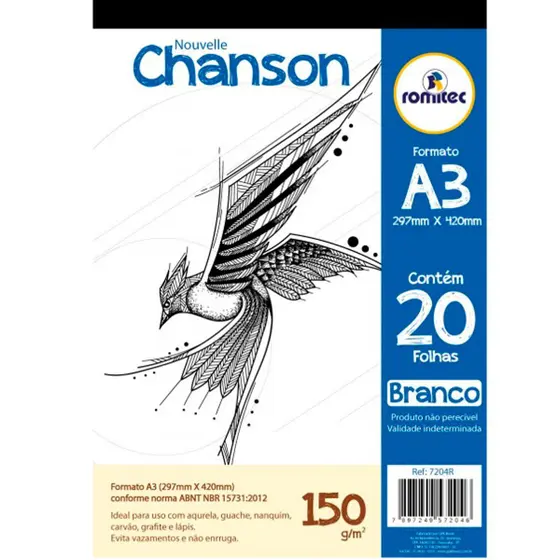 Nouvelle
Chanson
romitec
Formato
A3
297mm X 420mm
Contém
20
Folhas
Branco
Produto não perecível
Validade indeterminada
Ref: 7204R
7 897249 572048
Formato A3 (297mm X 420mm)
conforme norma ABNT NBR 15731:2012
Ideal para uso com aquarela, guache, nanquim,
carvão, grafite e lápis.
Evita vazamentos e não enruga.
150
g/m²